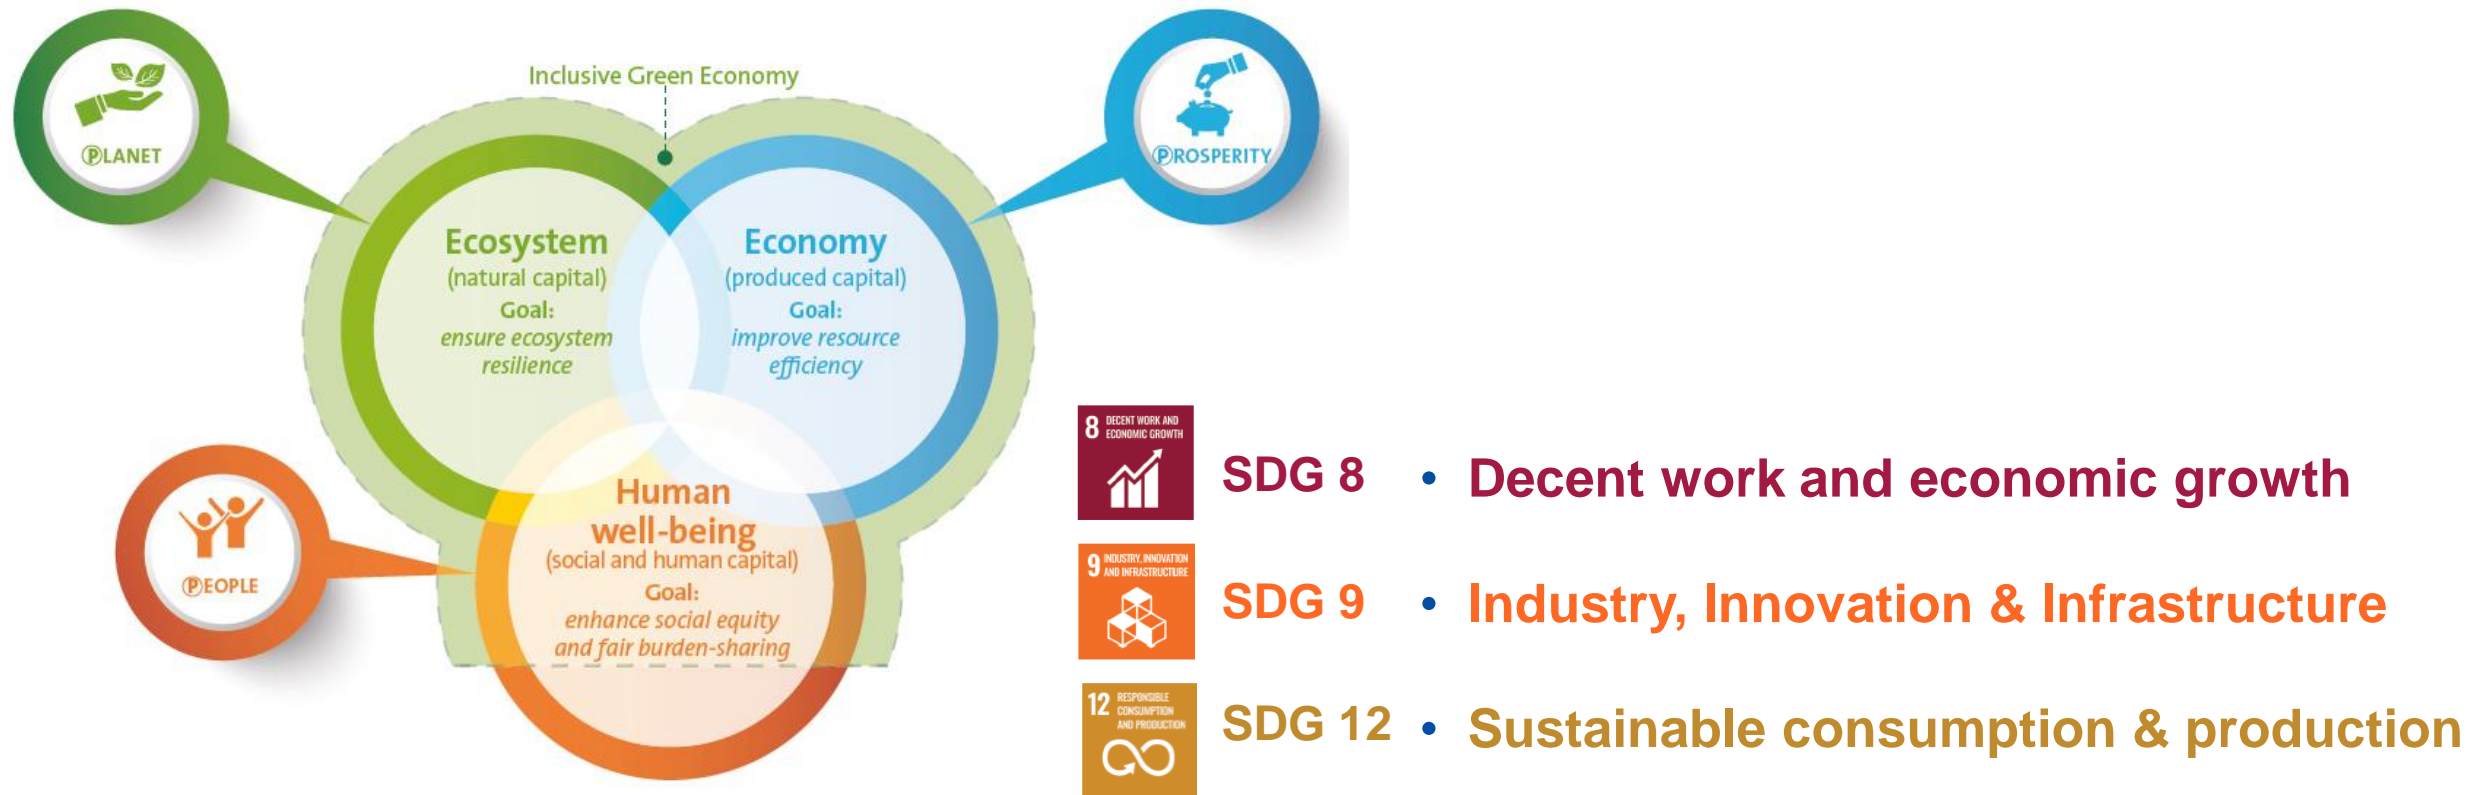 Inclusive Green Economy
PLANET
PROSPERITY
Ecosystem
(natural capital)
Goal:
ensure ecosystem
resilience
Economy
(produced capital)
Goal:
improve resource
efficiency
Human
well-being
(social and human capital)
Goal:
enhance social equity
and fair burden-sharing
PEOPLE
8 DECENT WORK AND
ECONOMIC GROWTH
SDG 8 • Decent work and economic growth
9 INDUSTRY, INNOVATION
AND INFRASTRUCTURE
SDG 9 • Industry, Innovation & Infrastructure
12 RESPONSIBLE
CONSUMPTION
AND PRODUCTION
SDG 12 • Sustainable consumption & production